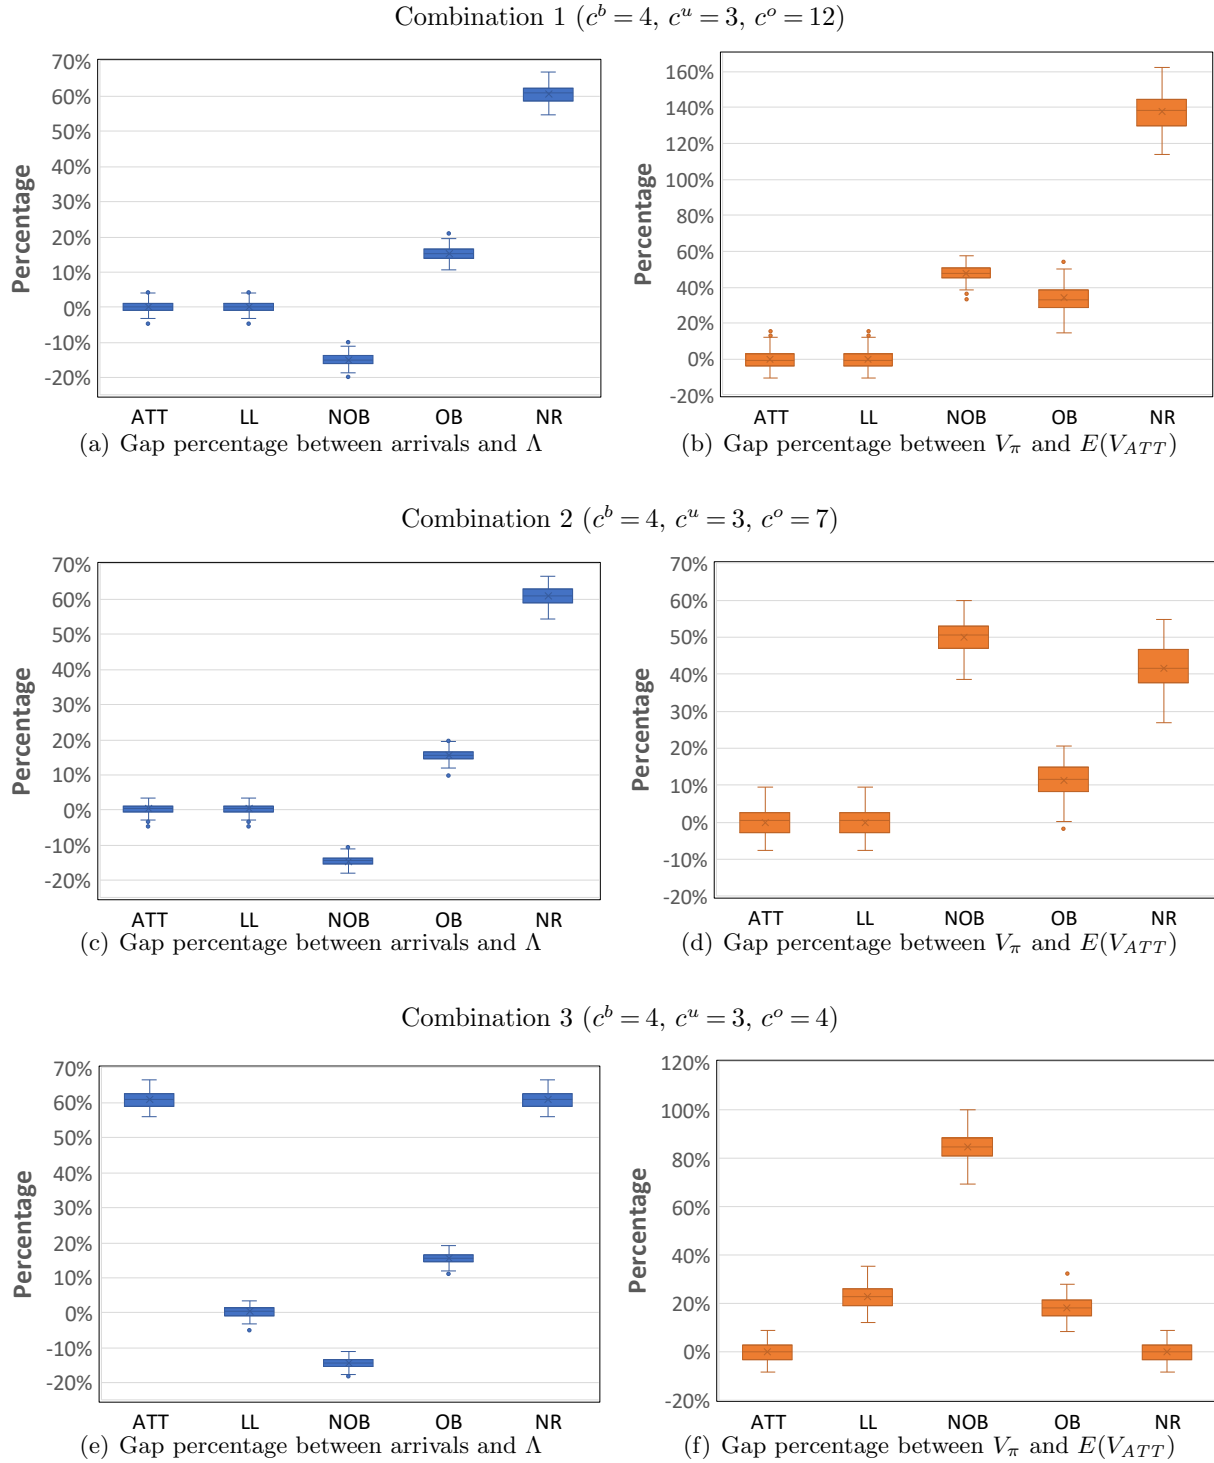 Combination 1 (c^b = 4, c^u = 3, c^o = 12)
70%
60%
50%
40%
30%
20%
10%
0%
-10%
-20%
Percentage
ATT LL NOB OB NR
(a) Gap percentage between arrivals and Λ
160%
140%
120%
100%
80%
60%
40%
20%
0%
-20%
Percentage
ATT LL NOB OB NR
(b) Gap percentage between V_π and E(V_ATT)
Combination 2 (c^b = 4, c^u = 3, c^o = 7)
70%
60%
50%
40%
30%
20%
10%
0%
-10%
-20%
Percentage
ATT LL NOB OB NR
(c) Gap percentage between arrivals and Λ
70%
60%
50%
40%
30%
20%
10%
0%
-10%
-20%
Percentage
ATT LL NOB OB NR
(d) Gap percentage between V_π and E(V_ATT)
Combination 3 (c^b = 4, c^u = 3, c^o = 4)
70%
60%
50%
40%
30%
20%
10%
0%
-10%
-20%
Percentage
ATT LL NOB OB NR
(e) Gap percentage between arrivals and Λ
120%
100%
80%
60%
40%
20%
0%
-20%
Percentage
ATT LL NOB OB NR
(f) Gap percentage between V_π and E(V_ATT)